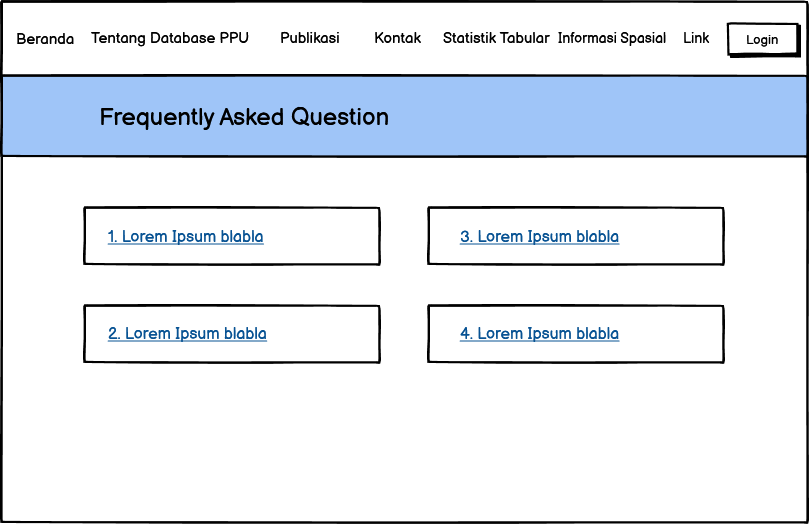 Beranda Tentang Database PPU Publikasi Kontak Statistik Tabular Informasi Spasial Link Login
Frequently Asked Question
1. Lorem Ipsum blabla
3. Lorem Ipsum blabla
2. Lorem Ipsum blabla
4. Lorem Ipsum blabla